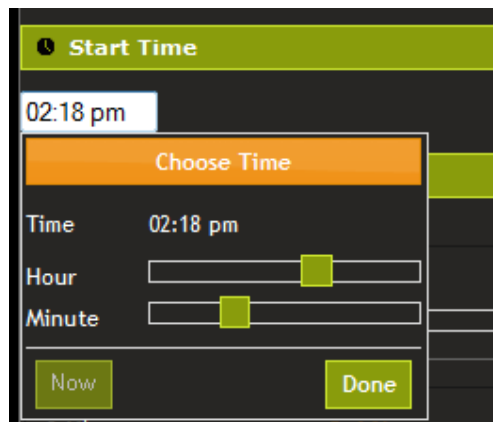 Start Time
02:18 pm
Choose Time
Time 02:18 pm
Hour
Minute
Now Done